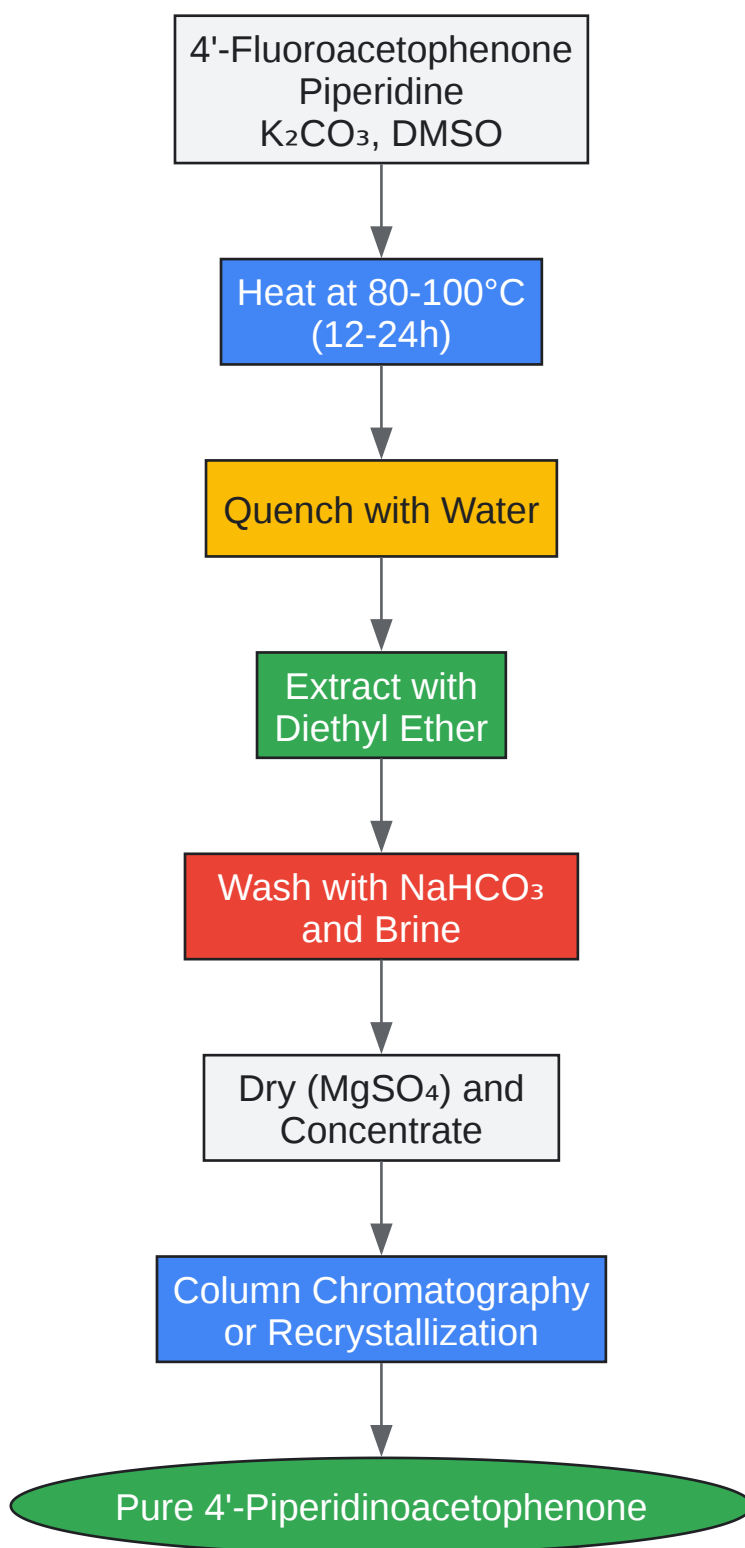 4'-Fluoroacetophenone
Piperidine
K₂CO₃, DMSO
Heat at 80-100°C
(12-24h)
Quench with Water
Extract with
Diethyl Ether
Wash with NaHCO₃
and Brine
Dry (MgSO₄) and
Concentrate
Column Chromatography
or Recrystallization
Pure 4'-Piperidinoacetophenone